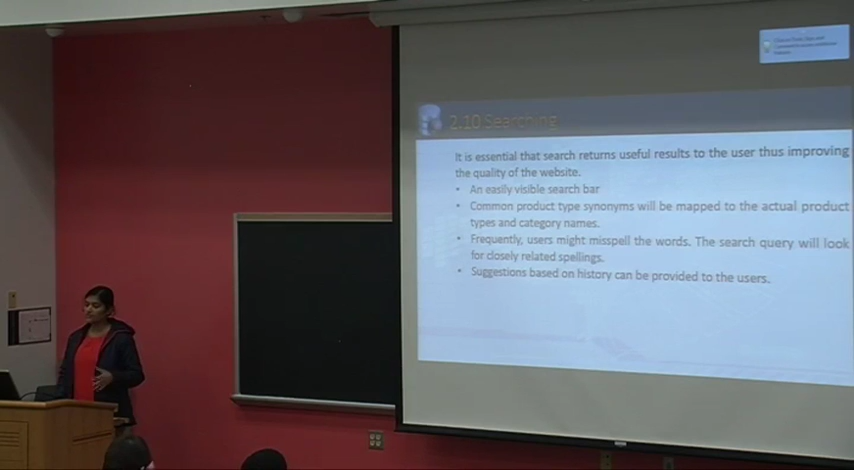 2.10 Searching
It is essential that search returns useful results to the user thus improving
the quality of the website.
• An easily visible search bar
• Common product type synonyms will be mapped to the actual product
types and category names.
• Frequently, users might misspell the words. The search query will look
for closely related spellings.
• Suggestions based on history can be provided to the users.